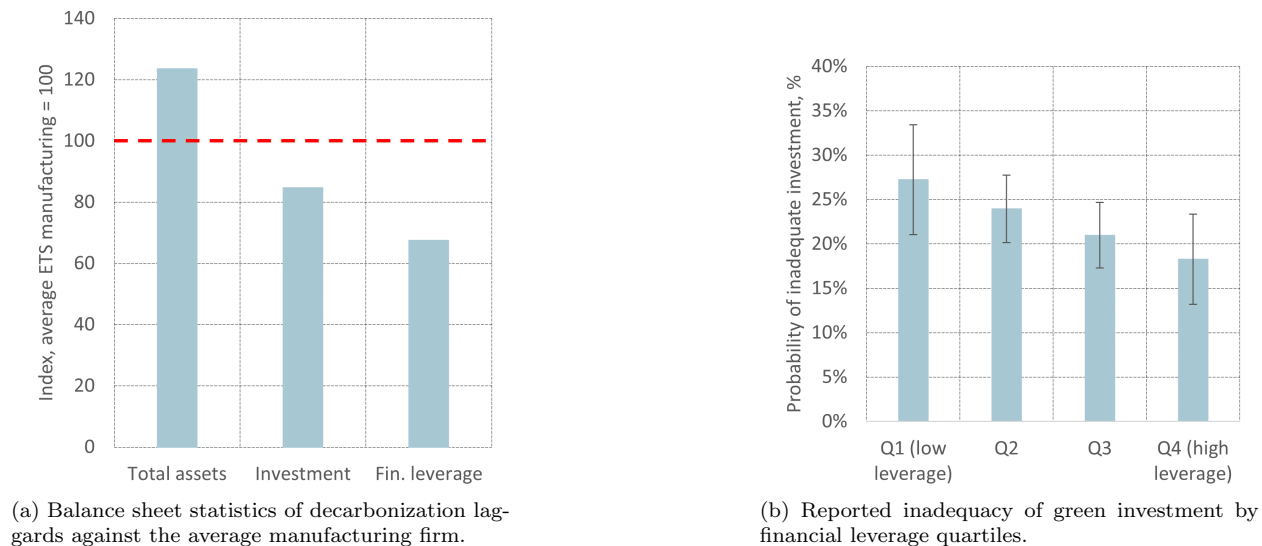 Index, average ETS manufacturing = 100
140
120
100
80
60
40
20
0
Total assets
Investment
Fin. leverage
(a) Balance sheet statistics of decarbonization lag-
gards against the average manufacturing firm.
Probability of inadequate investment, %
40%
35%
30%
25%
20%
15%
10%
5%
0%
Q1 (low
leverage)
Q2
Q3
Q4 (high
leverage)
(b) Reported inadequacy of green investment by
financial leverage quartiles.